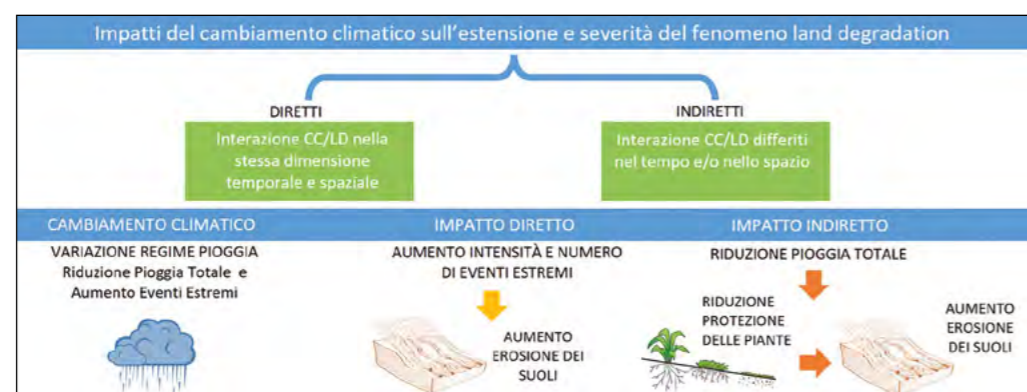 Impatti del cambiamento climatico sull'estensione e severità del fenomeno land degradation
DIRETTI
Interazione CC/LD nella
stessa dimensione
temporale e spaziale
INDIRETTI
Interazione CC/LD differiti
nel tempo e/o nello spazio
CAMBIAMENTO CLIMATICO
VARIAZIONE REGIME PIOGGIA
Riduzione Pioggia Totale e
Aumento Eventi Estremi
IMPATTO DIRETTO
AUMENTO INTENSITÀ E NUMERO
DI EVENTI ESTREMI
AUMENTO
EROSIONE DEI
SUOLI
IMPATTO INDIRETTO
RIDUZIONE PIOGGIA TOTALE
RIDUZIONE
PROTEZIONE
DELLE PIANTE
AUMENTO
EROSIONE
DEI SUOLI